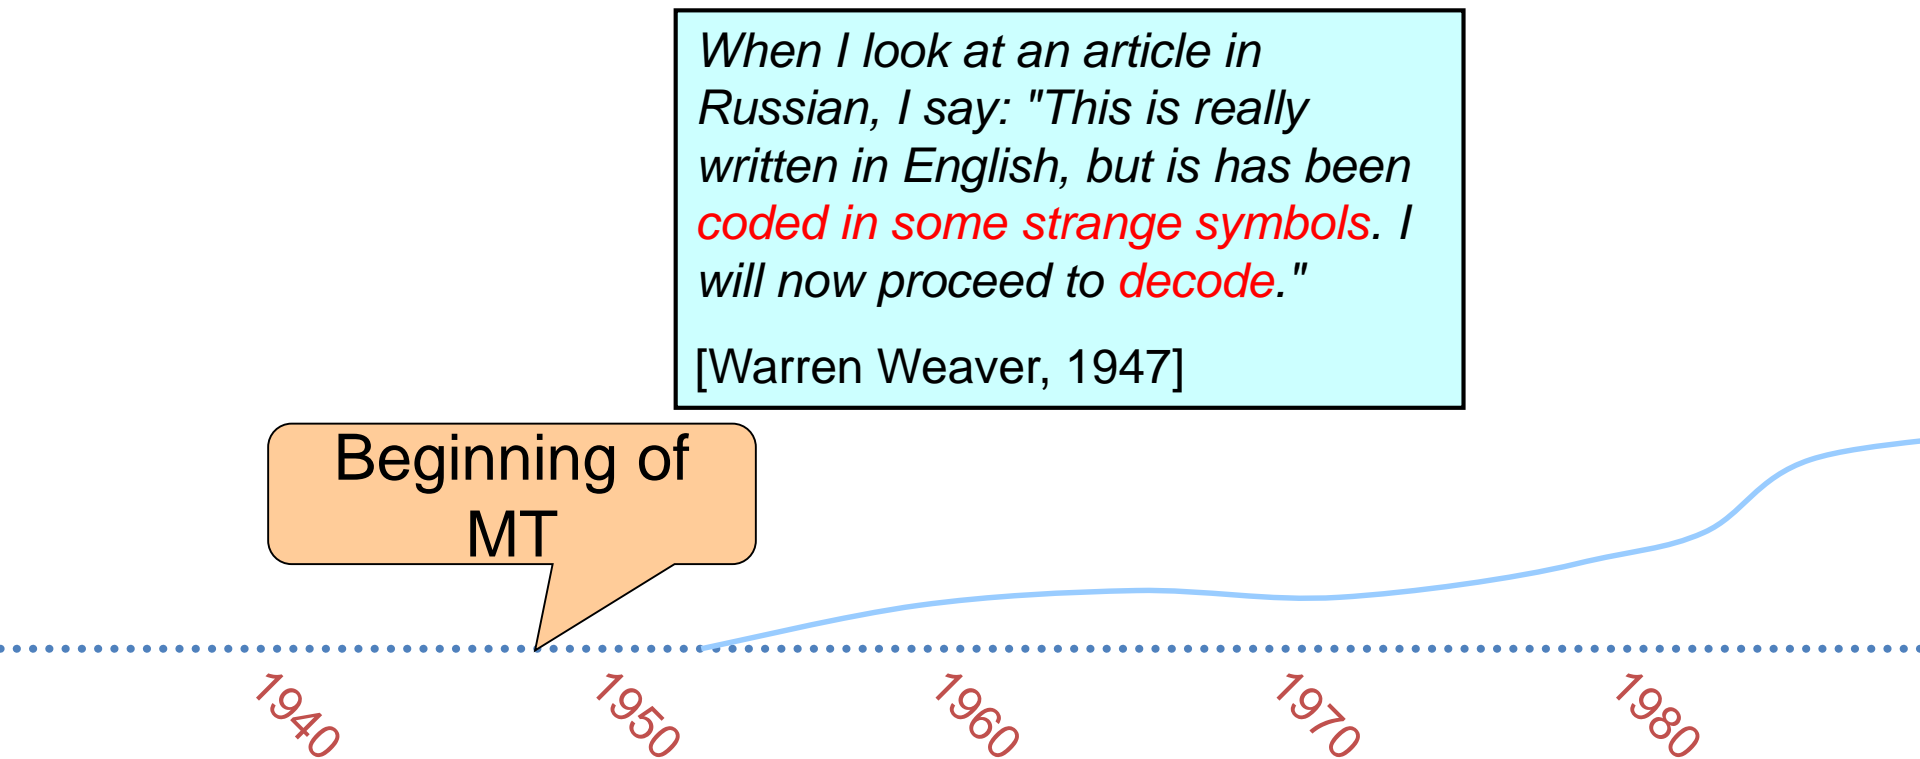 When I look at an article in
Russian, I say: "This is really
written in English, but is has been
coded in some strange symbols. I
will now proceed to decode."
[Warren Weaver, 1947]
Beginning of
MT
1940
1950
1960
1970
1980